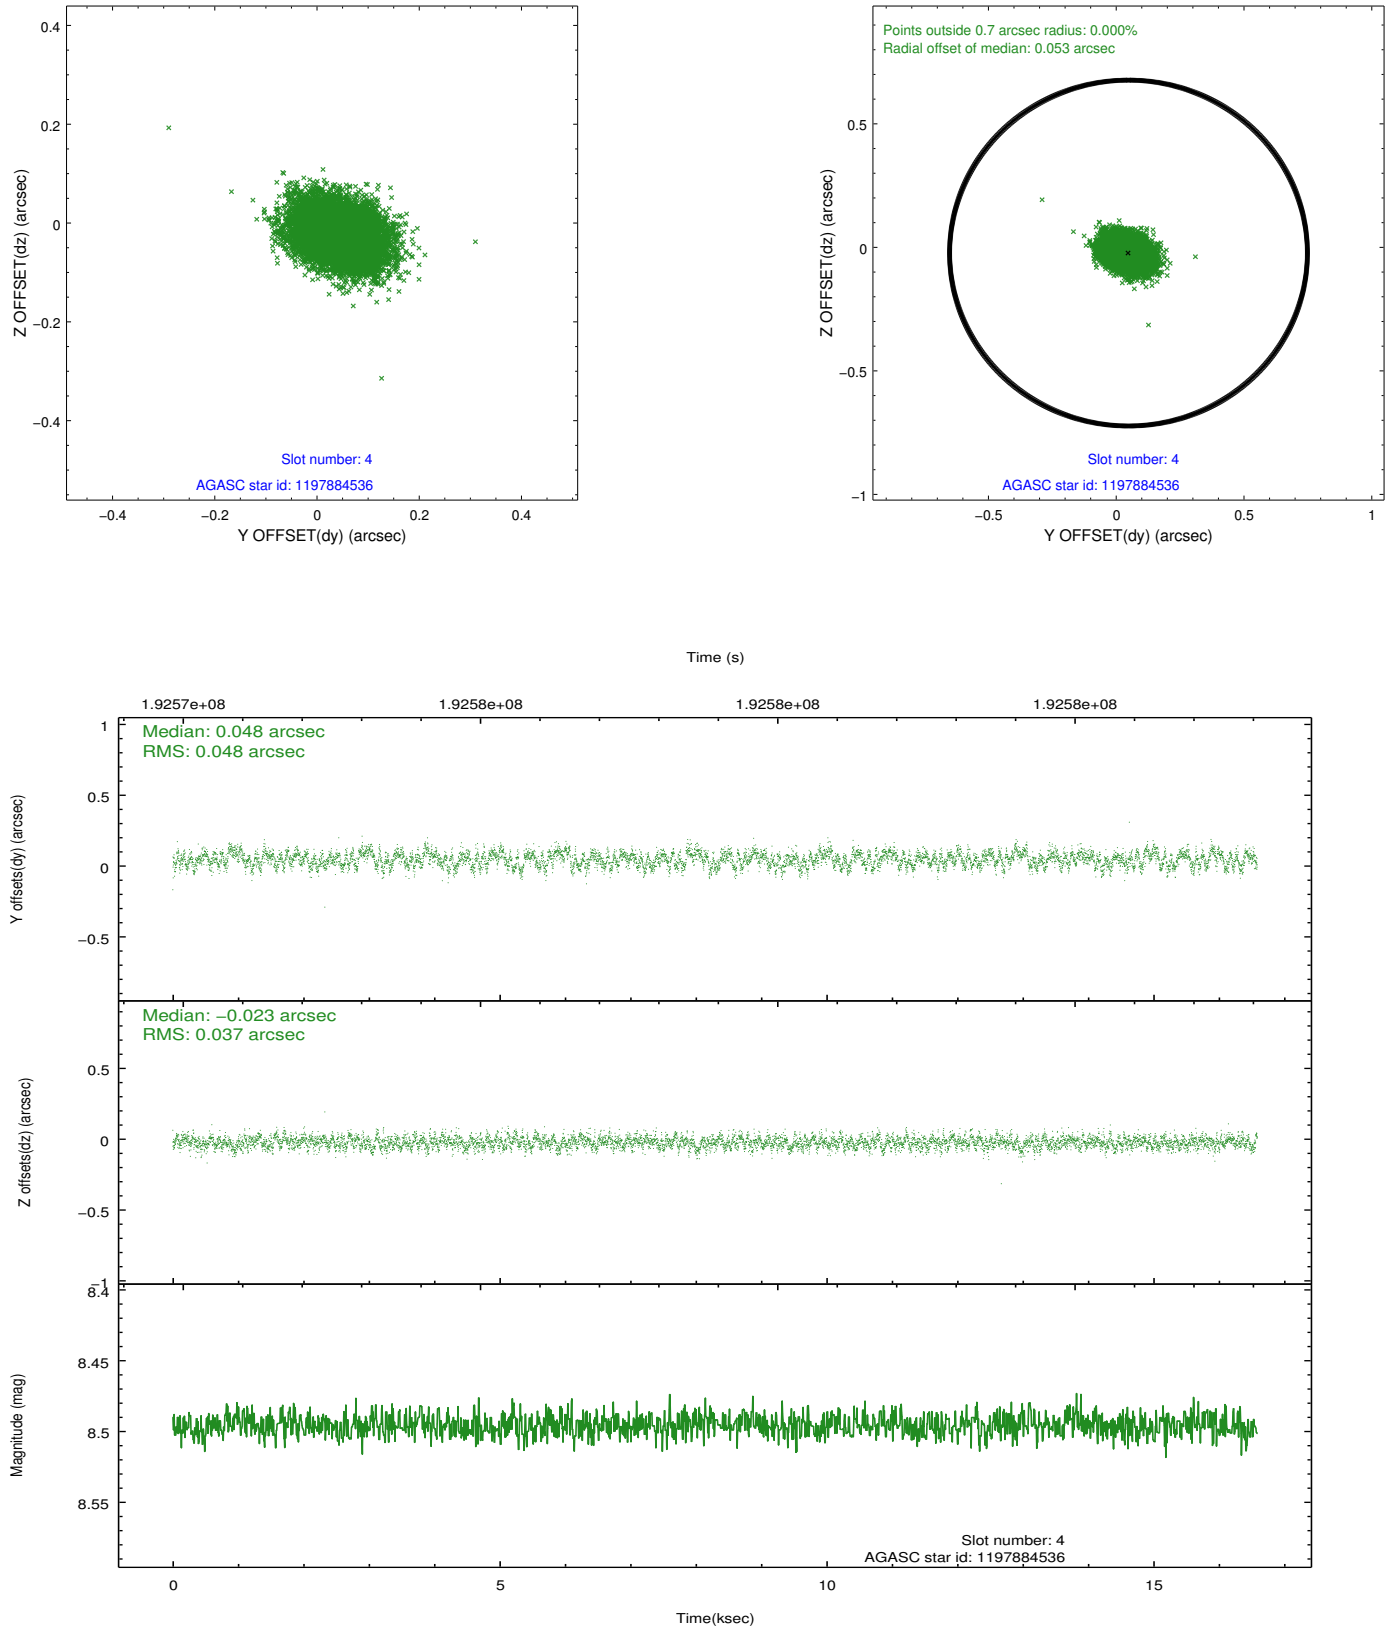 0.4
0.2
0
−0.2
−0.4
Z OFFSET(dz) (arcsec)
Slot number: 4
AGASC star id: 1197884536
−0.4 −0.2 0 0.2 0.4
Y OFFSET(dy) (arcsec)
Points outside 0.7 arcsec radius: 0.000%
Radial offset of median: 0.053 arcsec
0.5
0
−0.5
−1
Z OFFSET(dz) (arcsec)
Slot number: 4
AGASC star id: 1197884536
−0.5 0 0.5 1
Y OFFSET(dy) (arcsec)
Time (s)
1.9257e+08 1.9258e+08 1.9258e+08 1.9258e+08
Median: 0.048 arcsec
RMS: 0.048 arcsec
1
0.5
0
−0.5
Y offsets(dy) (arcsec)
Median: −0.023 arcsec
RMS: 0.037 arcsec
0.5
0
−0.5
−1
Z offsets(dz) (arcsec)
8.4
8.45
8.5
8.55
Magnitude (mag)
Slot number: 4
AGASC star id: 1197884536
0 5 10 15
Time(ksec)